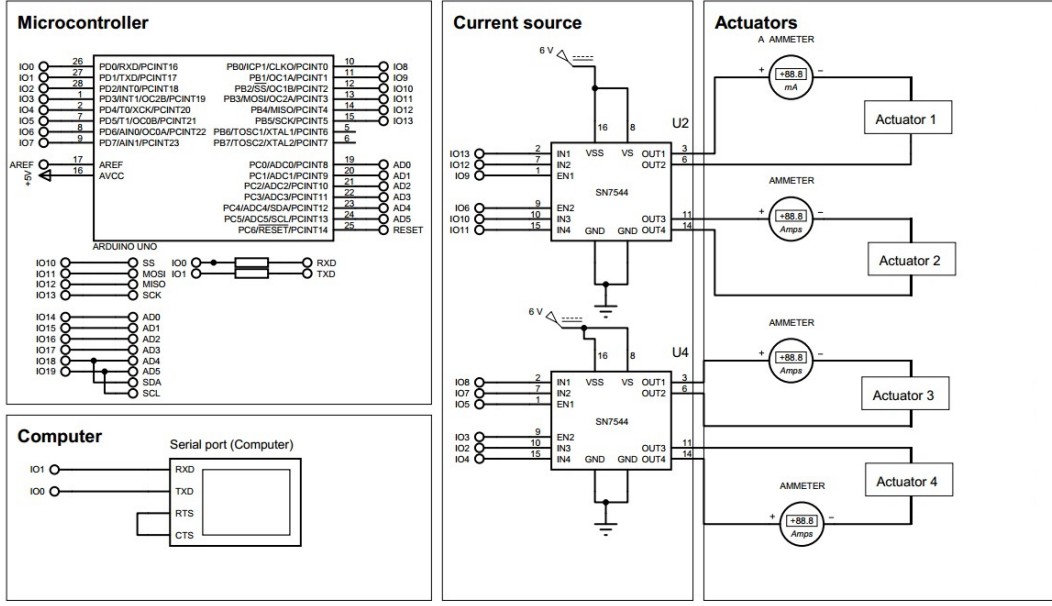 Microcontroller
IO0 26 PD0/RXD/PCINT16 PB0/ICP1/CLKO/PCINT0 10 IO8
IO1 27 PD1/TXD/PCINT17 PB1/OC1A/PCINT1 11 IO9
IO2 28 PD2/INT0/PCINT18 PB2/SS/OC1B/PCINT2 12 IO10
IO3 1 PD3/INT1/OC2B/PCINT19 PB3/MOSI/OC2A/PCINT3 13 IO11
IO4 2 PD4/T0/XCK/PCINT20 PB4/MISO/PCINT4 14 IO12
IO5 7 PD5/T1/OC0B/PCINT21 PB5/SCK/PCINT5 15 IO13
IO6 8 PD6/AIN0/OC0A/PCINT22 PB6/TOSC1/XTAL1/PCINT6 5
IO7 9 PD7/AIN1/PCINT23 PB7/TOSC2/XTAL2/PCINT7 6
AREF 17 AREF PC0/ADC0/PCINT8 19 AD0
+5V 16 AVCC PC1/ADC1/PCINT9 20 AD1
PC2/ADC2/PCINT10 21 AD2
PC3/ADC3/PCINT11 22 AD3
PC4/ADC4/SDA/PCINT12 23 AD4
PC5/ADC5/SCL/PCINT13 24 AD5
PC6/RESET/PCINT14 25 RESET
ARDUINO UNO
IO10 SS IO0 RXD
IO11 MOSI IO1 TXD
IO12 MISO
IO13 SCK
IO14 AD0
IO15 AD1
IO16 AD2
IO17 AD3
IO18 AD4
IO19 AD5
SDA
SCL
Computer
Serial port (Computer)
IO1 RXD
IO0 TXD
RTS
CTS
Current source
6 V
16 8 U2
IO13 2 IN1 VSS VS OUT1 3
IO12 7 IN2 OUT2 6
IO9 1 EN1
SN7544
IO6 9 EN2
IO10 10 IN3 OUT3 11
IO11 15 IN4 GND GND OUT4 14
6 V
16 8 U4
IO8 2 IN1 VSS VS OUT1 3
IO7 7 IN2 OUT2 6
IO5 1 EN1
SN7544
IO3 9 EN2
IO2 10 IN3 OUT3 11
IO4 15 IN4 GND GND OUT4 14
Actuators
A AMMETER
+ +88.8 −
mA
Actuator 1
AMMETER
+ +88.8 −
Amps
Actuator 2
AMMETER
+ +88.8 −
Amps
Actuator 3
Actuator 4
AMMETER
+ +88.8 −
Amps